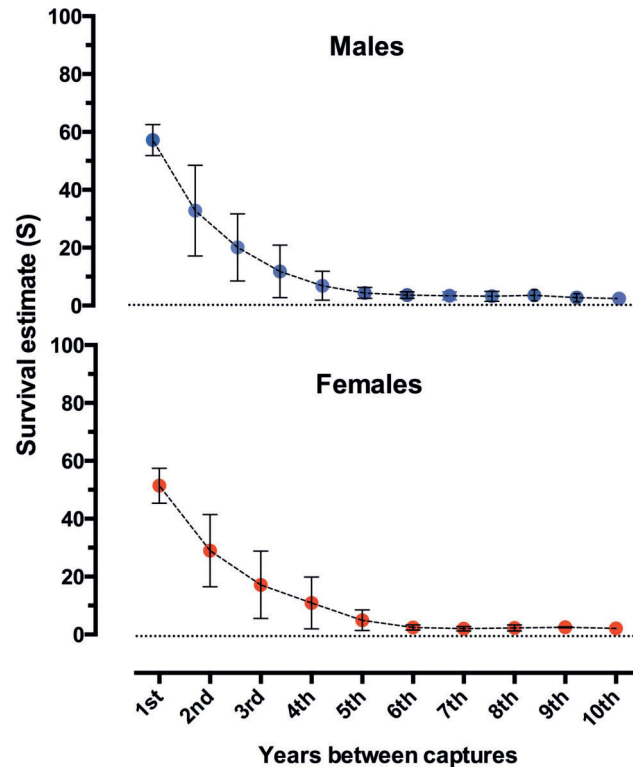 Males
100
80
60
40
20
0
Females
100
80
60
40
20
0
Survival estimate (S)
1st
2nd
3rd
4th
5th
6th
7th
8th
9th
10th
Years between captures